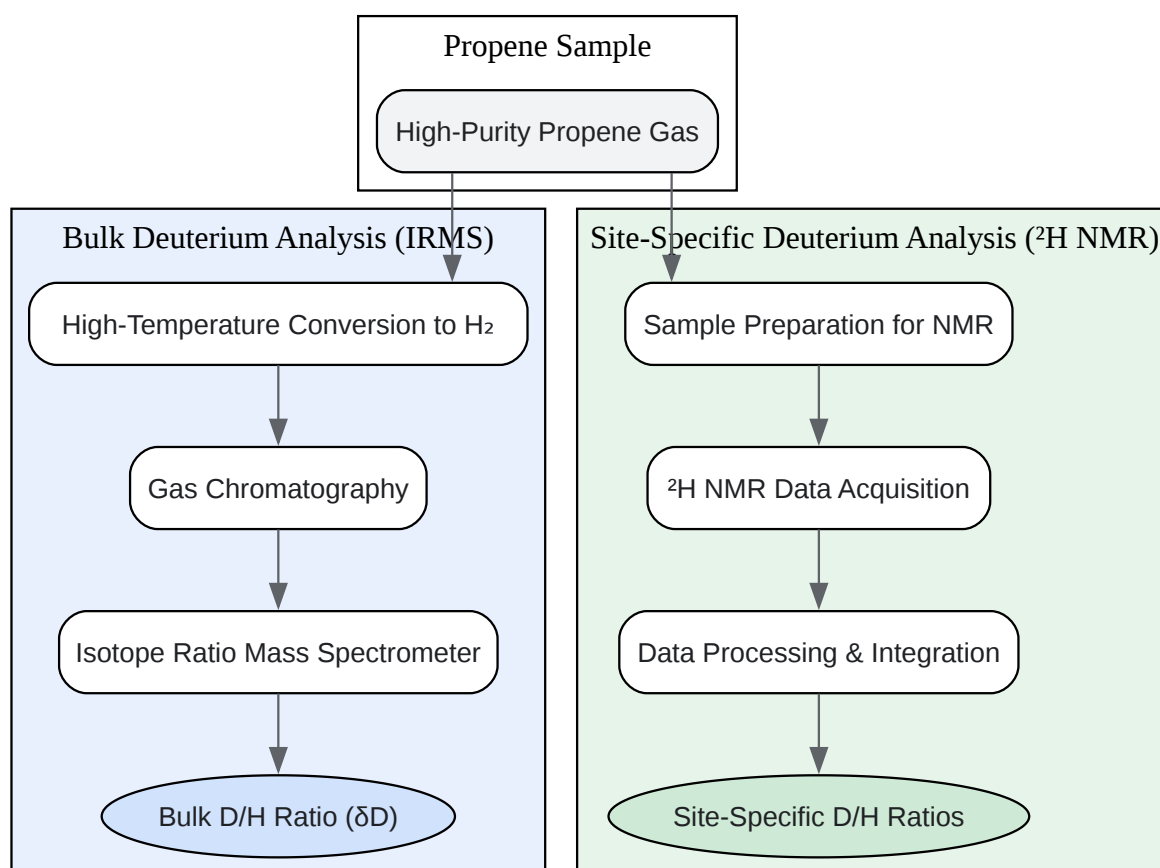 Propene Sample
High-Purity Propene Gas
Bulk Deuterium Analysis (IRMS)
High-Temperature Conversion to H₂
Gas Chromatography
Isotope Ratio Mass Spectrometer
Bulk D/H Ratio (δD)
Site-Specific Deuterium Analysis (²H NMR)
Sample Preparation for NMR
²H NMR Data Acquisition
Data Processing & Integration
Site-Specific D/H Ratios